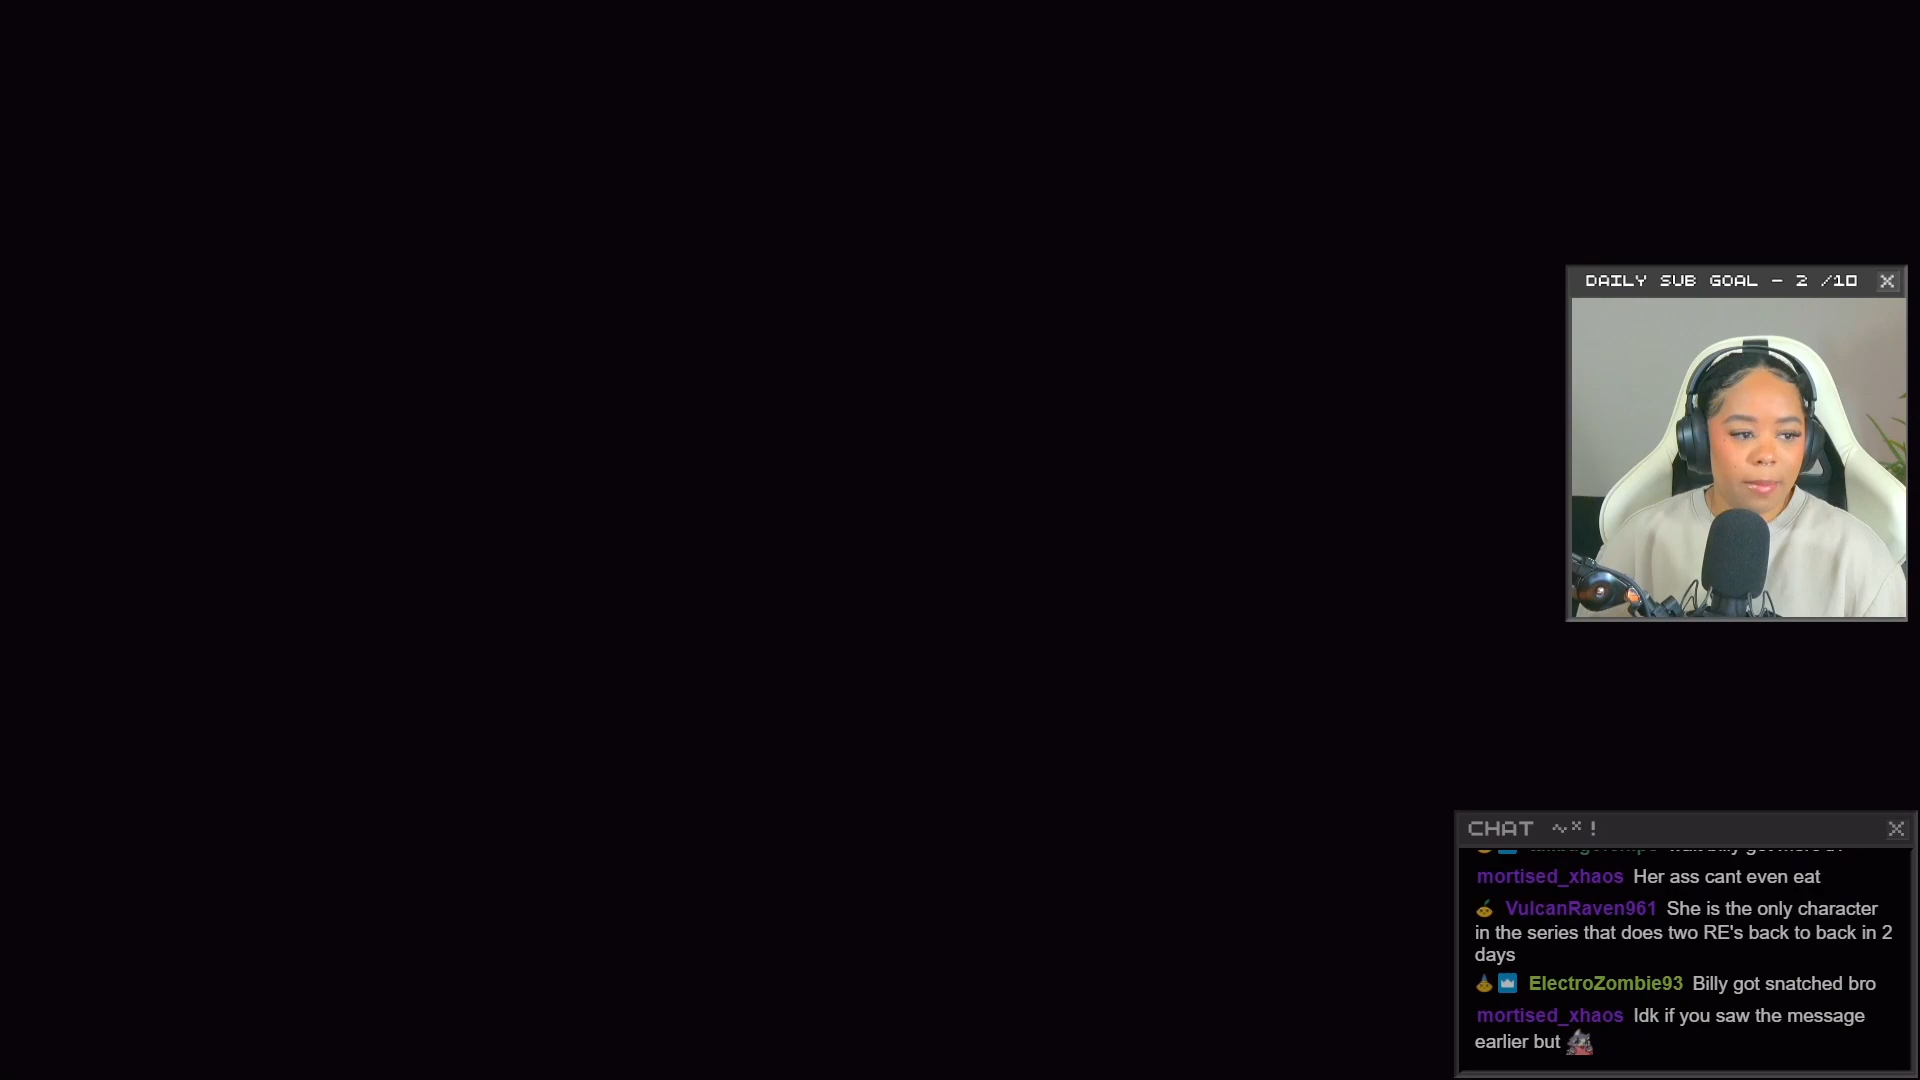 DAILY SUB GOAL - 2 /10
CHAT ~*!
mortised_xhaos Her ass cant even eat
VulcanRaven961 She is the only character
in the series that does two RE's back to back in 2
days
ElectroZombie93 Billy got snatched bro
mortised_xhaos Idk if you saw the message
earlier but